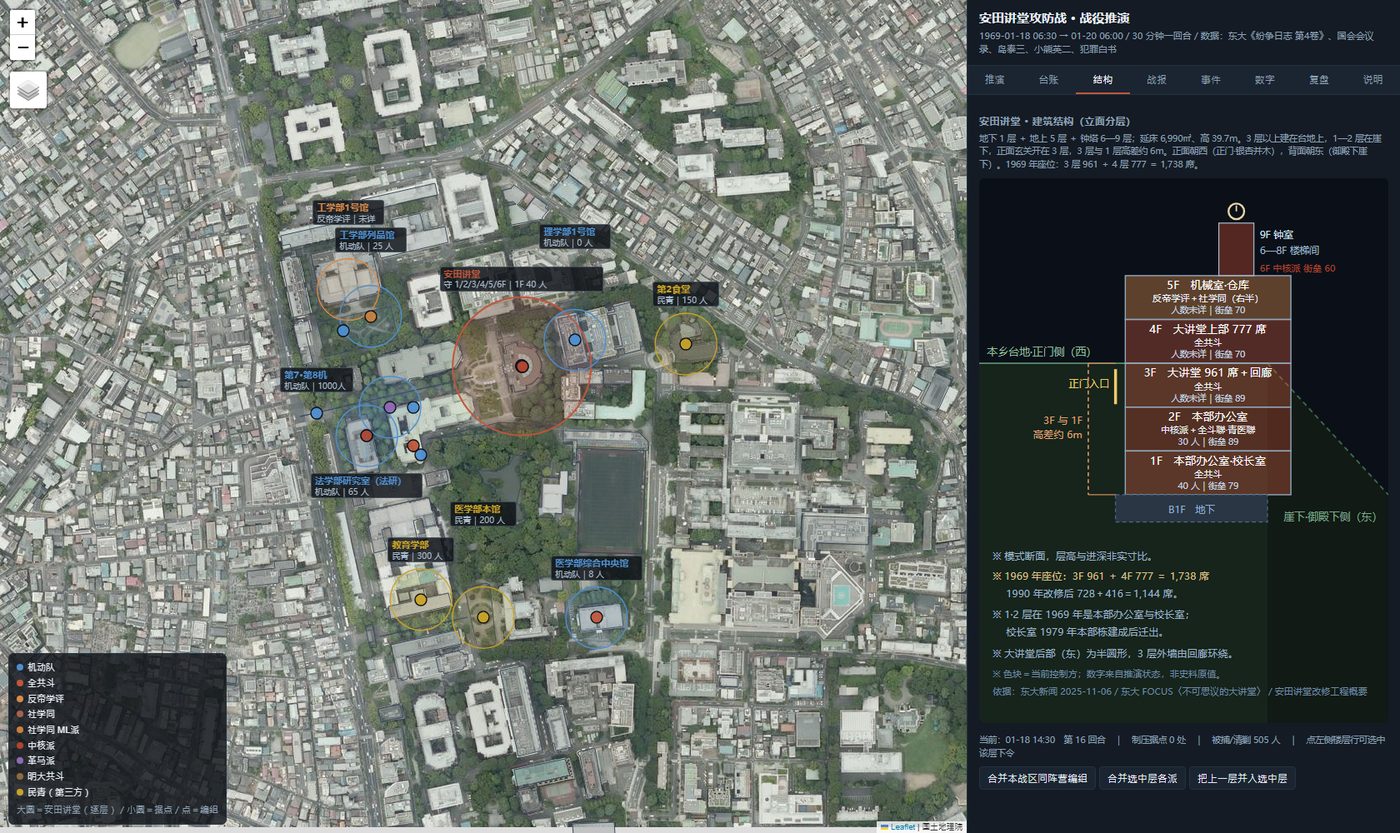 +
−
工学部1号馆
反帝学评 | 未详
工学部列品馆
机动队 | 25 人
理学部1号馆
机动队 | 0 人
安田讲堂
守 1/2/3/4/5/6F | 1F 40 人
第2食堂
民青 | 150 人
第7・第8机
机动队 | 1000人
法学部研究室（法研）
机动队 | 65 人
医学部本馆
民青 | 200 人
教育学部
民青 | 300 人
医学部综合中央馆
机动队 | 8 人
机动队
全共斗
反帝学评
社学同
社学同 ML派
中核派
革马派
明大共斗
民青（第三方）
大圆＝安田讲堂（逐层）/ 小圆＝据点 / 点＝编组
Leaflet | 国土地理院
安田讲堂攻防战・战役推演
1969-01-18 06:30 → 01-20 06:00 / 30 分钟一回合 / 数据：东大《纷争日志 第4卷》、国会会议
录、岛泰三、小熊英二、犯罪白书
推演 台账 结构 战报 事件 数字 复盘 说明
安田讲堂・建筑结构（立面分层）
地下 1 层 + 地上 5 层 + 钟塔 6—9 层；延床 6,990㎡、高 39.7m。3 层以上建在台地上，1—2 层在崖
下，正面玄关开在 3 层，3 层与 1 层高差约 6m。正面朝西（正门·银杏并木），背面朝东（御殿下崖
下）。1969 年座位：3 层 961 + 4 层 777 = 1,738 席。
9F 钟室
6—8F 楼梯间
6F 中核派 街垒 60
5F 机械室·仓库
反帝学评 + 社学同（右半）
人数未详 | 街垒 70
4F 大讲堂上部 777 席
全共斗
人数未详 | 街垒 70
本乡台地·正门侧（西）
3F 大讲堂 961 席 + 回廊
全共斗
人数未详 | 街垒 89
正门入口
2F 本部办公室
中核派 + 全斗聯·青医聯
30 人 | 街垒 89
3F 与 1F
高差约 6m
1F 本部办公室·校长室
全共斗
40 人 | 街垒 79
B1F 地下
崖下·御殿下侧（东）
※ 模式断面，层高与进深非实寸比。
※ 1969 年座位：3F 961 + 4F 777 = 1,738 席
1990 年改修后 728 + 416 = 1,144 席。
※ 1-2 层在 1969 年是本部办公室与校长室；
校长室 1979 年本部栋建成后迁出。
※ 大讲堂后部（东）为半圆形，3 层外墙由回廊环绕。
※ 色块 = 当前控制方；数字来自推演状态，非史料原值。
依据：东大新闻 2025-11-06 / 东大 FOCUS〈不可思议的大讲堂〉 / 安田讲堂改修工程概要
当前：01-18 14:30 第 16 回合 | 制压据点 0 处 | 被捕/清剿 505 人 | 点左侧楼层行可选中
该层下令
合并本战区同阵营编组 合并选中层各派 把上一层并入选中层